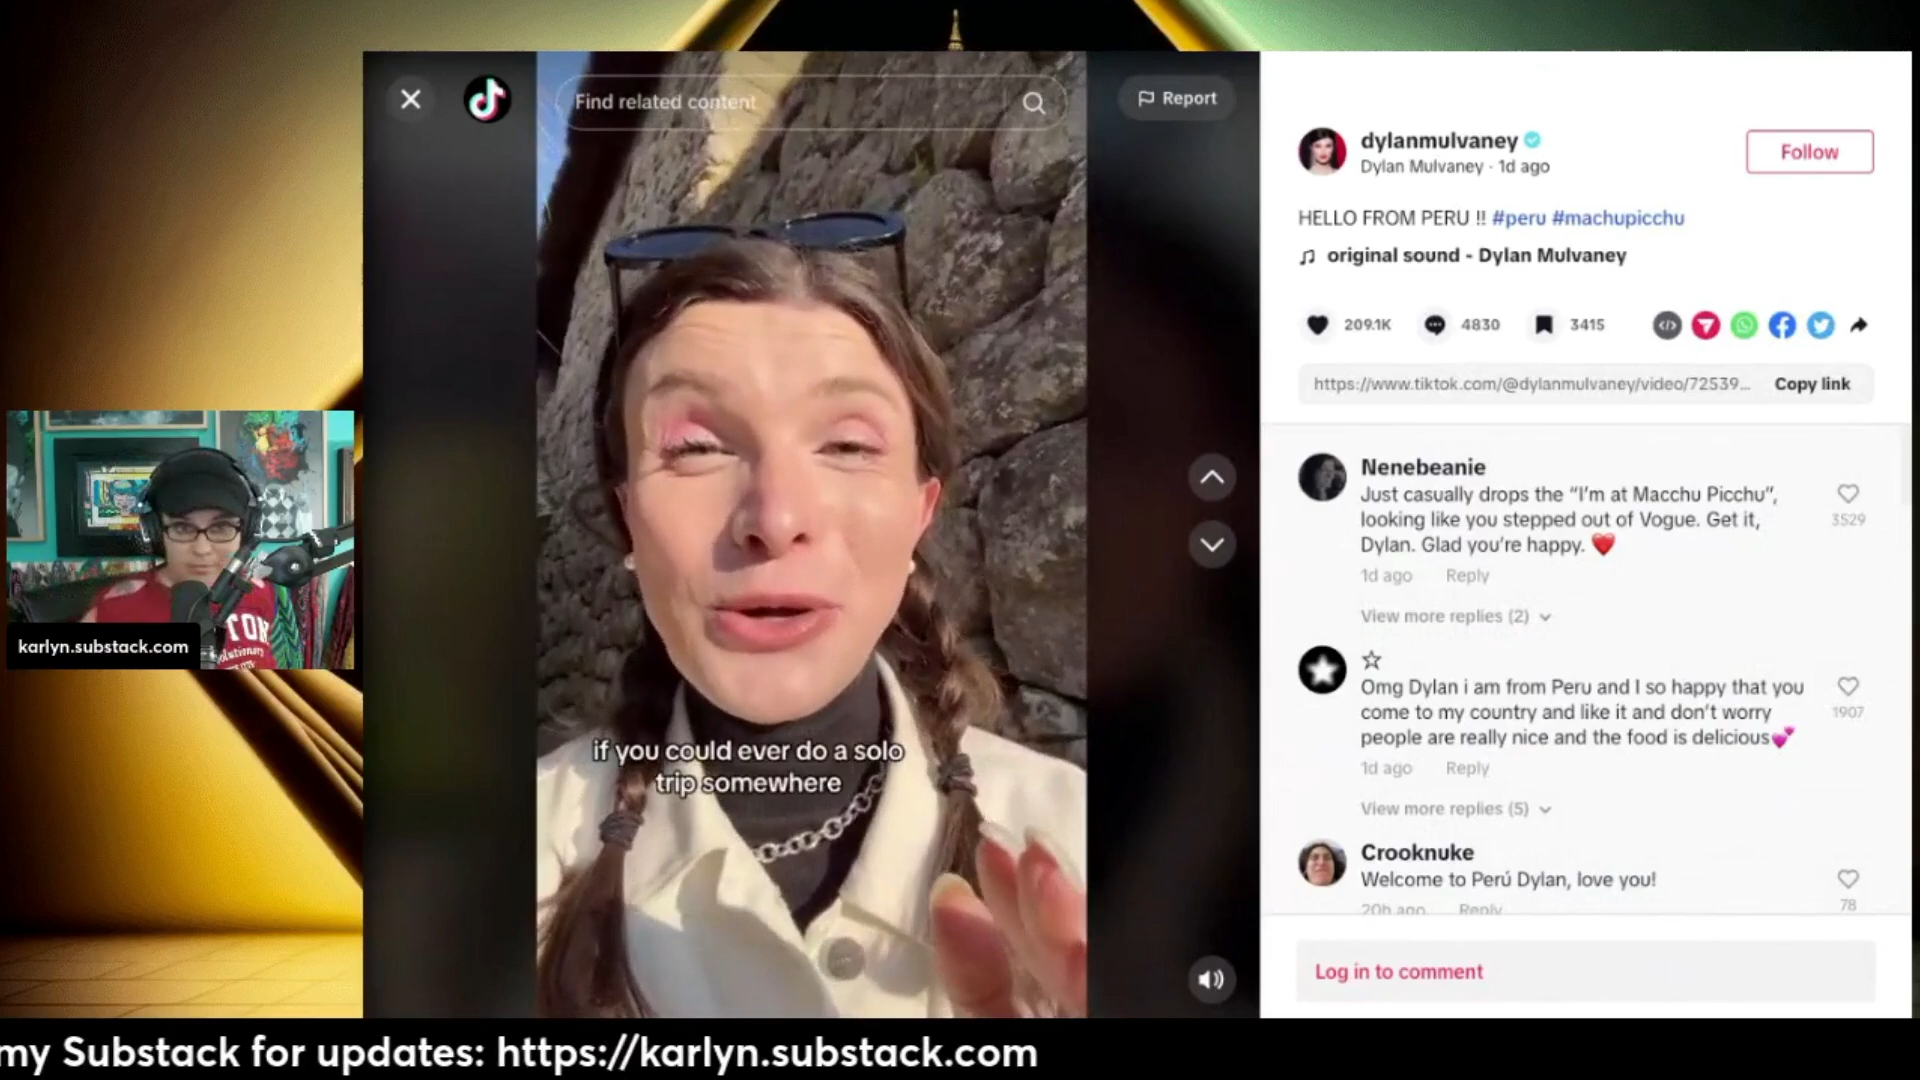 Find related content
Report
dylanmulvaney
Dylan Mulvaney · 1d ago
Follow
HELLO FROM PERU !! #peru #machupicchu
original sound - Dylan Mulvaney
209.1K
4830
3415
https://www.tiktok.com/@dylanmulvaney/video/72539...
Copy link
Nenebeanie
Just casually drops the “I’m at Macchu Picchu”,
looking like you stepped out of Vogue. Get it,
Dylan. Glad you’re happy. ❤️
3529
1d ago Reply
View more replies (2)
☆
Omg Dylan i am from Peru and I so happy that you
come to my country and like it and don’t worry
people are really nice and the food is delicious💕
1907
1d ago Reply
View more replies (5)
Crooknuke
Welcome to Perú Dylan, love you!
78
20h ago Reply
Log in to comment
if you could ever do a solo
trip somewhere
TON
karlyn.substack.com
my Substack for updates: https://karlyn.substack.com